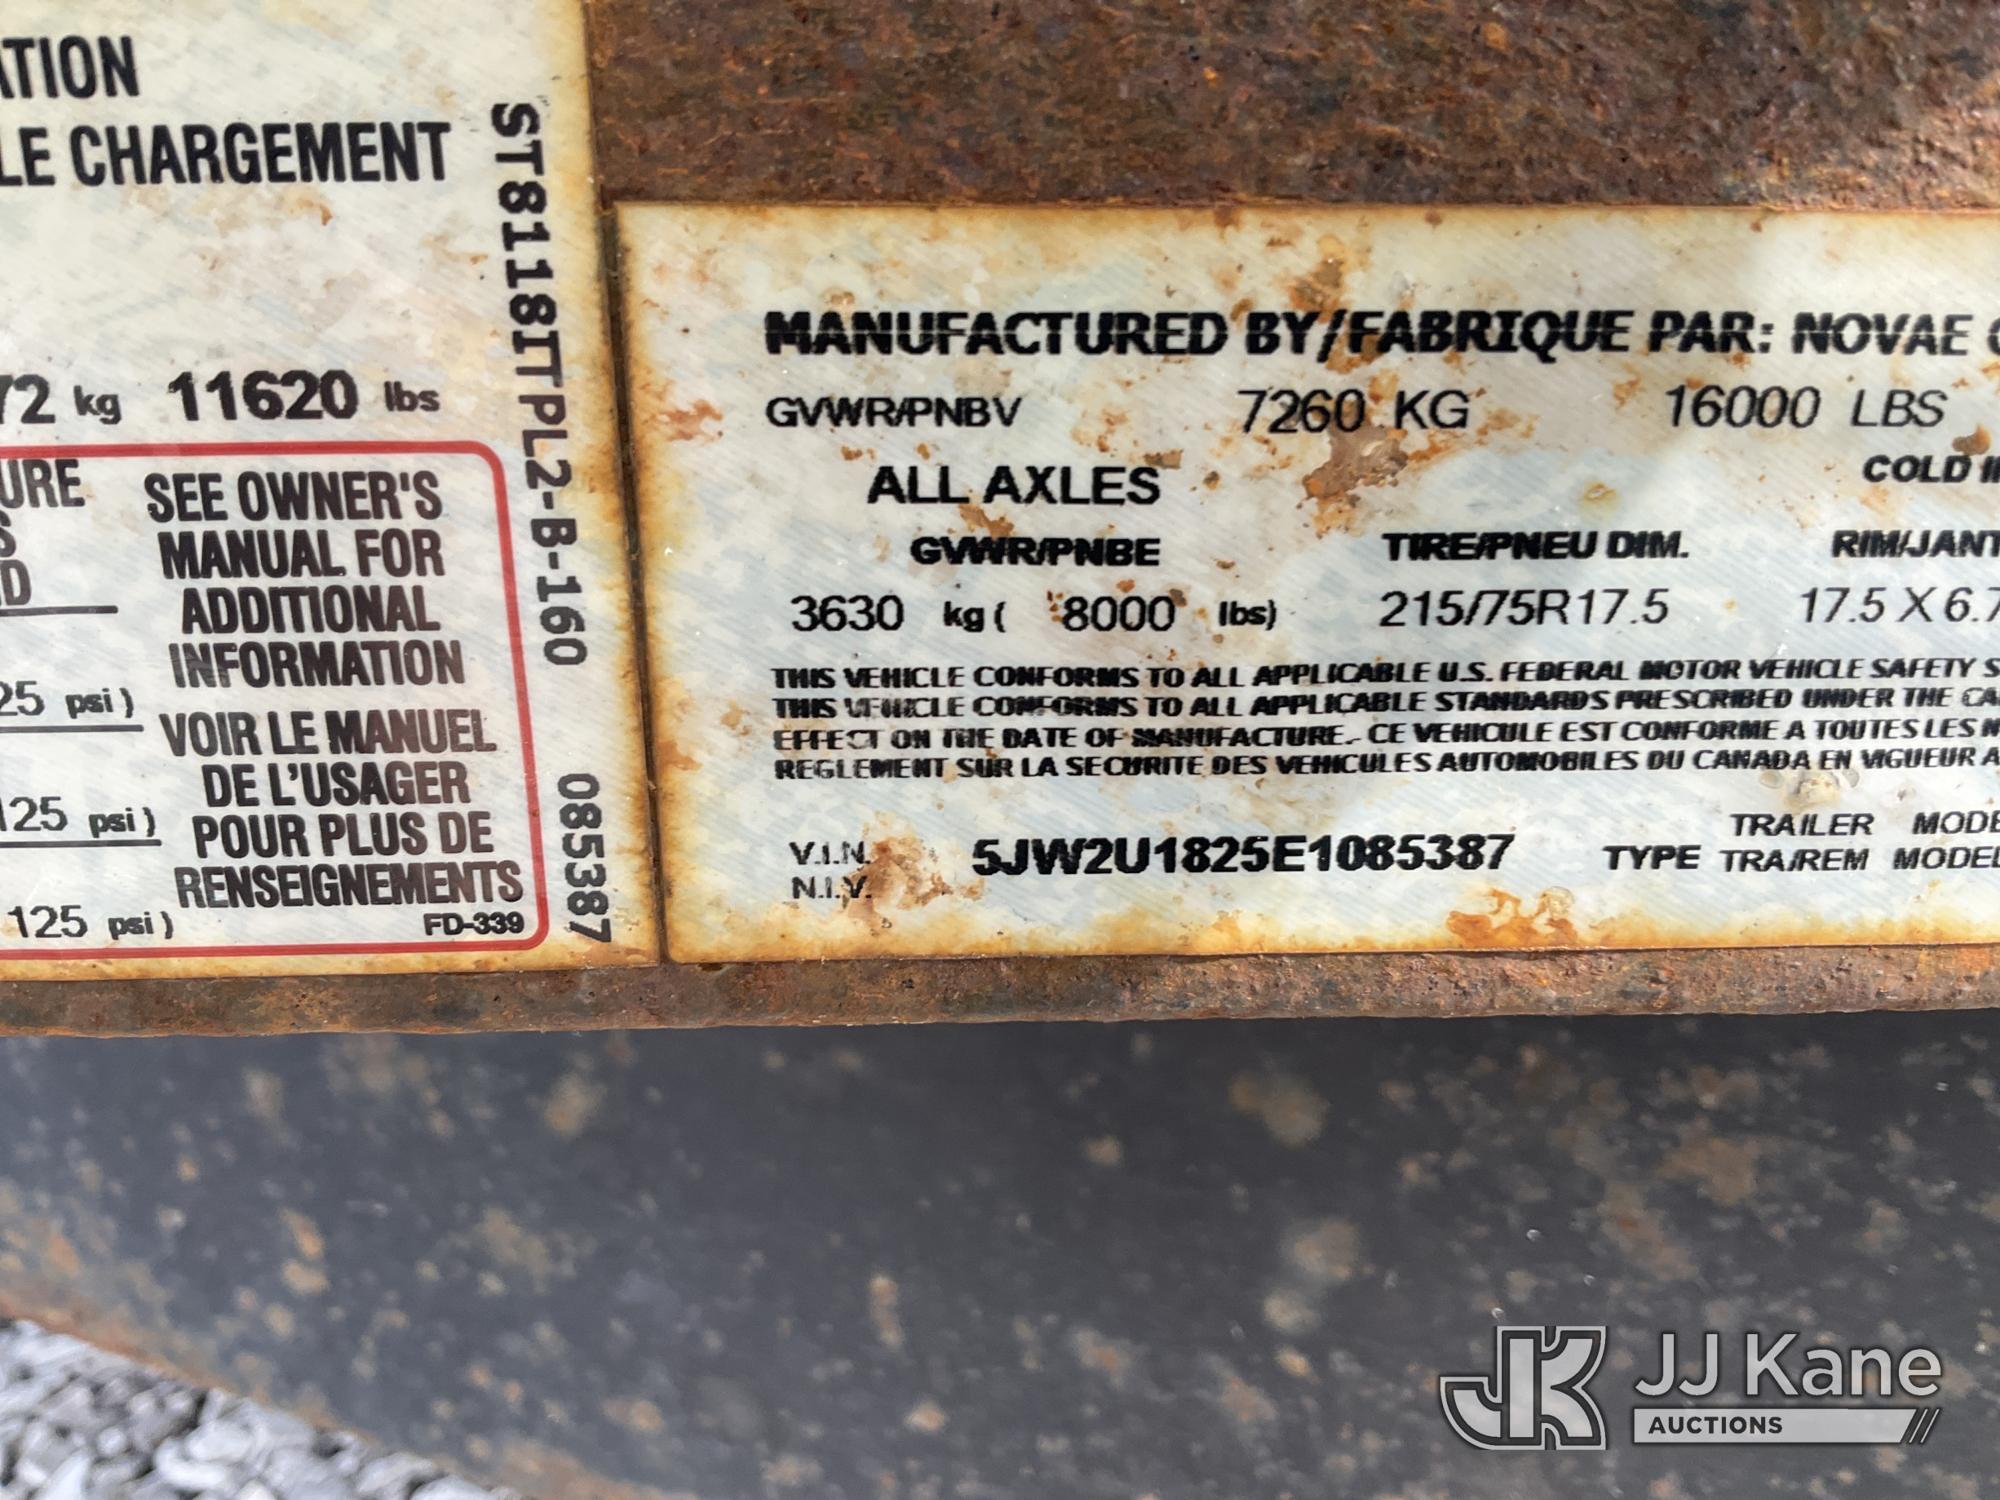 ATION
LE CHARGEMENT
72 kg 11620 lbs
URE
S
D
25 psi )
125 psi )
125 psi )
SEE OWNER'S
MANUAL FOR
ADDITIONAL
INFORMATION
VOIR LE MANUEL
DE L'USAGER
POUR PLUS DE
RENSEIGNEMENTS
FD-339
ST8118ITPL2-B-160 085387
MANUFACTURED BY/FABRIQUE PAR: NOVAE
GVWR/PNBV 7260 KG 16000 LBS
ALL AXLES COLD
GVWR/PNBE TIRE/PNEU DIM. RIM/JANT
3630 kg ( 8000 lbs) 215/75R17.5 17.5 X 6.7
THIS VEHICLE CONFORMS TO ALL APPLICABLE U.S. FEDERAL MOTOR VEHICLE SAFETY S
THIS VEHICLE CONFORMS TO ALL APPLICABLE STANDARDS PRESCRIBED UNDER THE CA
EFFECT ON THE DATE OF MANUFACTURE.- CE VEHICULE EST CONFORME A TOUTES LES N
REGLEMENT SUR LA SECURITE DES VEHICULES AUTOMOBILES DU CANADA EN VIGUEUR A
V.I.N. 5JW2U1825E1085387 TYPE TRAILER MODE
N.I.V. TRA/REM MODEL
JK JJ Kane
AUCTIONS